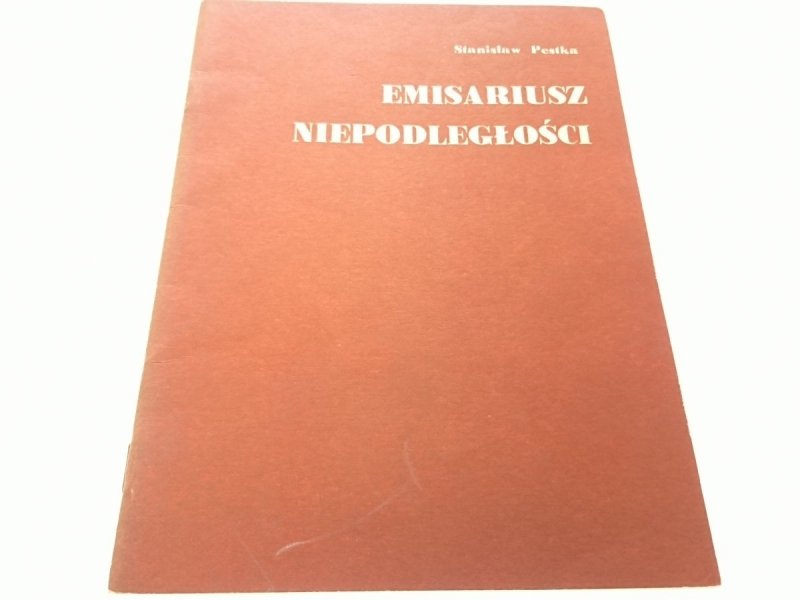 Stanisław Pestka
EMISARIUSZ
NIEPODLEGŁOŚCI